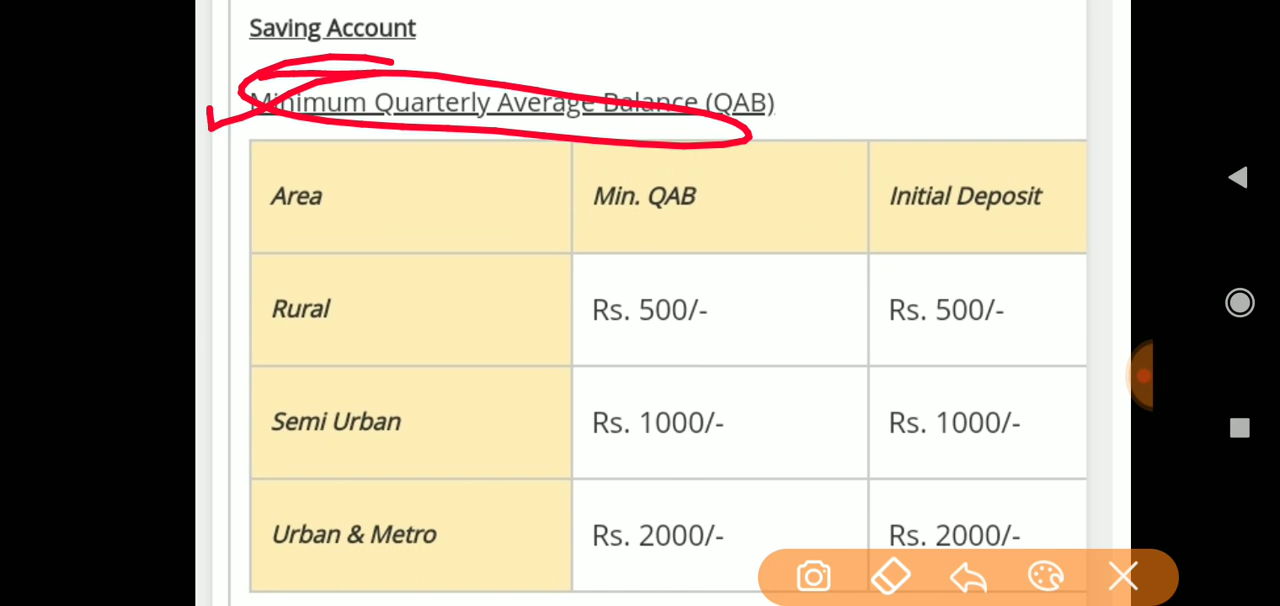 Saving Account
Minimum Quarterly Average Balance (QAB)
Area Min. QAB Initial Deposit
Rural Rs. 500/- Rs. 500/-
Semi Urban Rs. 1000/- Rs. 1000/-
Urban & Metro Rs. 2000/- Rs. 2000/-